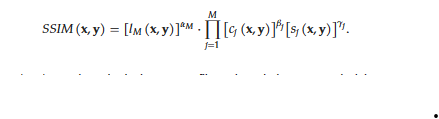 SSIM (x, y) = [l_M (x, y)]^{α_M} · ∏_{j=1}^{M} [c_j (x, y)]^{β_j} [s_j (x, y)]^{γ_j}.